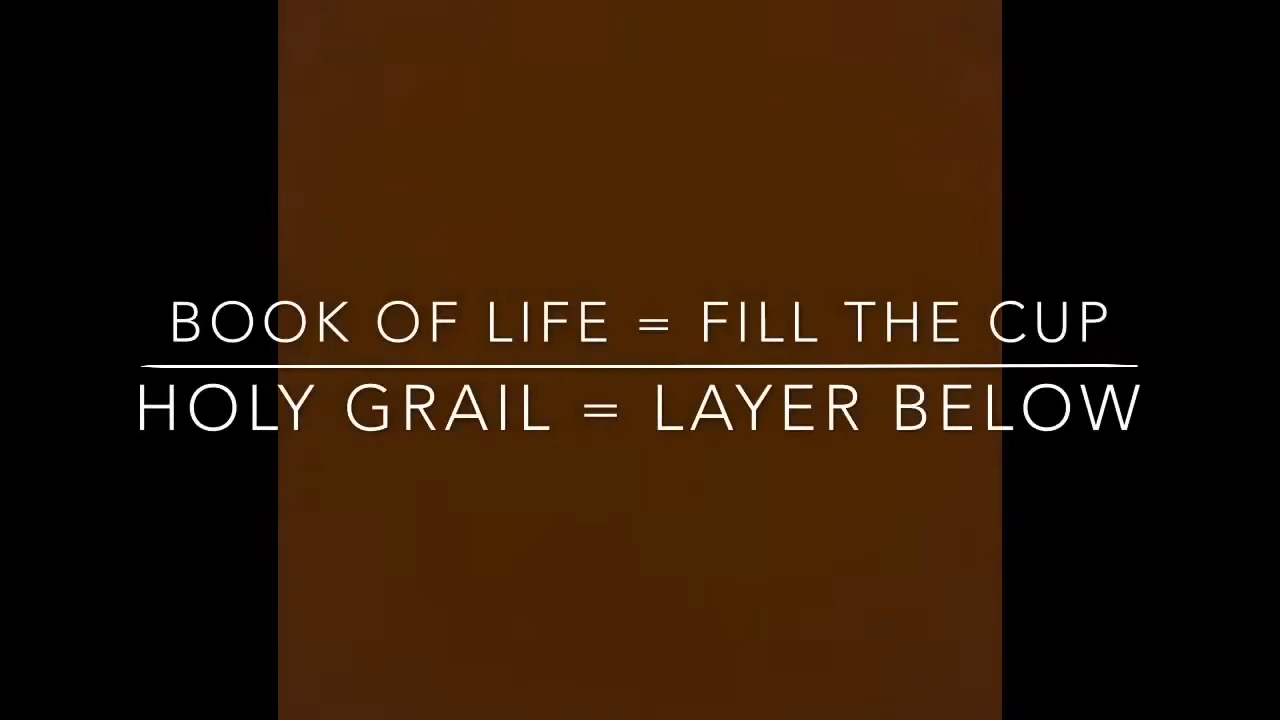 BOOK OF LIFE = FILL THE CUP
HOLY GRAIL = LAYER BELOW